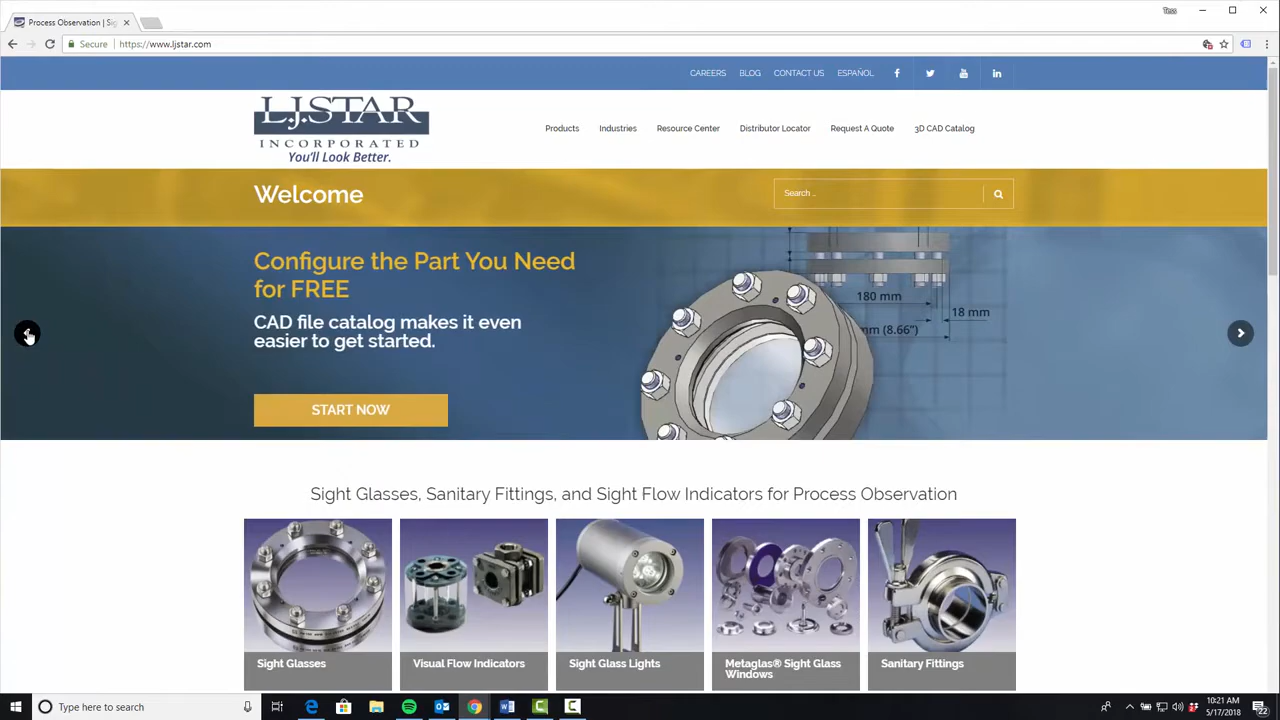 Tess
Process Observation | Sig
Secure
https://www.ljstar.com
CAREERS BLOG CONTACT US ESPAÑOL
L.J.STAR
INCORPORATED
You'll Look Better.
Products Industries Resource Center Distributor Locator Request A Quote 3D CAD Catalog
Welcome
Search ..
Configure the Part You Need
for FREE
CAD file catalog makes it even
easier to get started.
START NOW
180 mm
18 mm
mm (8.66")
Sight Glasses, Sanitary Fittings, and Sight Flow Indicators for Process Observation
Sight Glasses
Visual Flow Indicators
Sight Glass Lights
Metaglas® Sight Glass
Windows
Sanitary Fittings
Type here to search
10:21 AM
5/17/2018
22